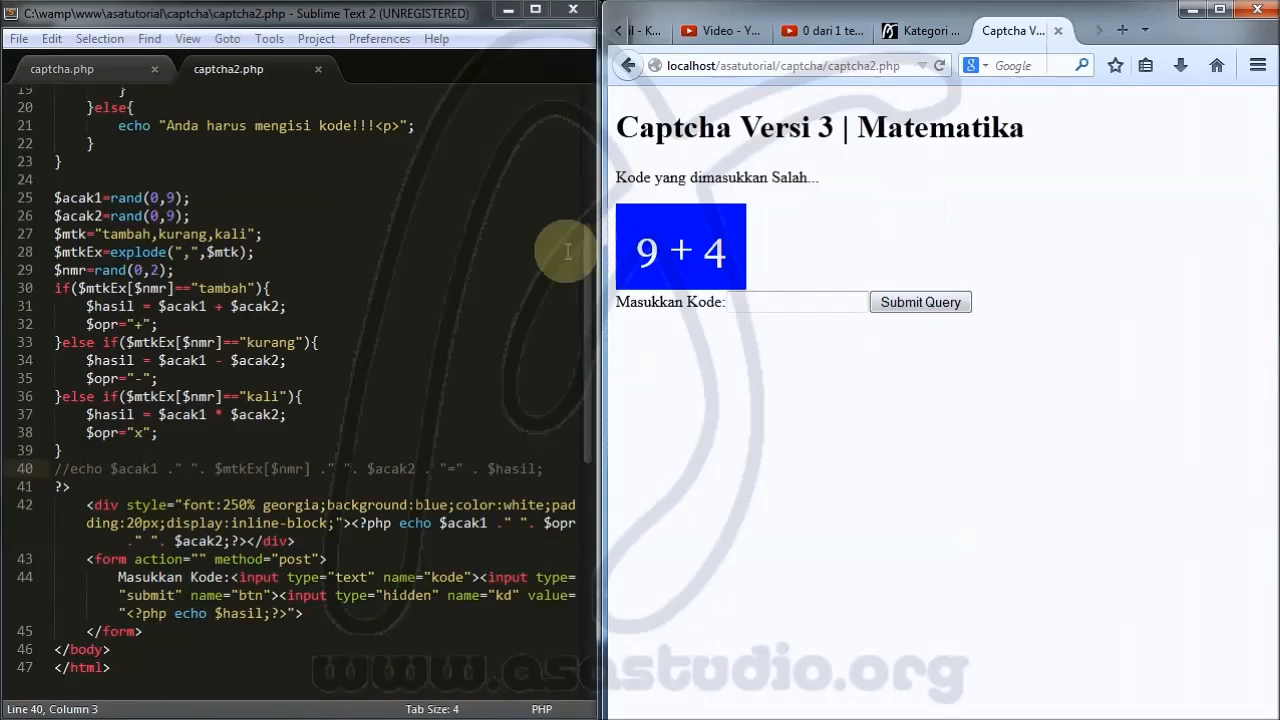 C:\wamp\www\asatutorial\captcha\captcha2.php - Sublime Text 2 (UNREGISTERED)
File Edit Selection Find View Goto Tools Project Preferences Help
captcha.php × captcha2.php ×
19 }
20 }else{
21 echo "Anda harus mengisi kode!!!<p>";
22 }
23 }
24
25 $acak1=rand(0,9);
26 $acak2=rand(0,9);
27 $mtk="tambah,kurang,kali";
28 $mtkEx=explode(",",$mtk);
29 $nmr=rand(0,2);
30 if($mtkEx[$nmr]=="tambah"){
31 $hasil = $acak1 + $acak2;
32 $opr="+";
33 }else if($mtkEx[$nmr]=="kurang"){
34 $hasil = $acak1 - $acak2;
35 $opr="-";
36 }else if($mtkEx[$nmr]=="kali"){
37 $hasil = $acak1 * $acak2;
38 $opr="x";
39 }
40 //echo $acak1 ." ". $mtkEx[$nmr] ." ". $acak2 . "=" . $hasil;
41 ?>
42 <div style="font:250% georgia;background:blue;color:white;pad
ding:20px;display:inline-block;"><?php echo $acak1 ." ". $opr
." ". $acak2;?></div>
43 <form action="" method="post">
44 Masukkan Kode:<input type="text" name="kode"><input type=
"submit" name="btn"><input type="hidden" name="kd" value=
"<?php echo $hasil;?>">
45 </form>
46 </body>
47 </html>
Line 40, Column 3 Tab Size: 4 PHP
il - K... Video - Y... 0 dari 1 te... Kategori ... Captcha V... ×
localhost/asatutorial/captcha/captcha2.php Google
Captcha Versi 3 | Matematika
Kode yang dimasukkan Salah...
9 + 4
Masukkan Kode: Submit Query
www.asastudio.org